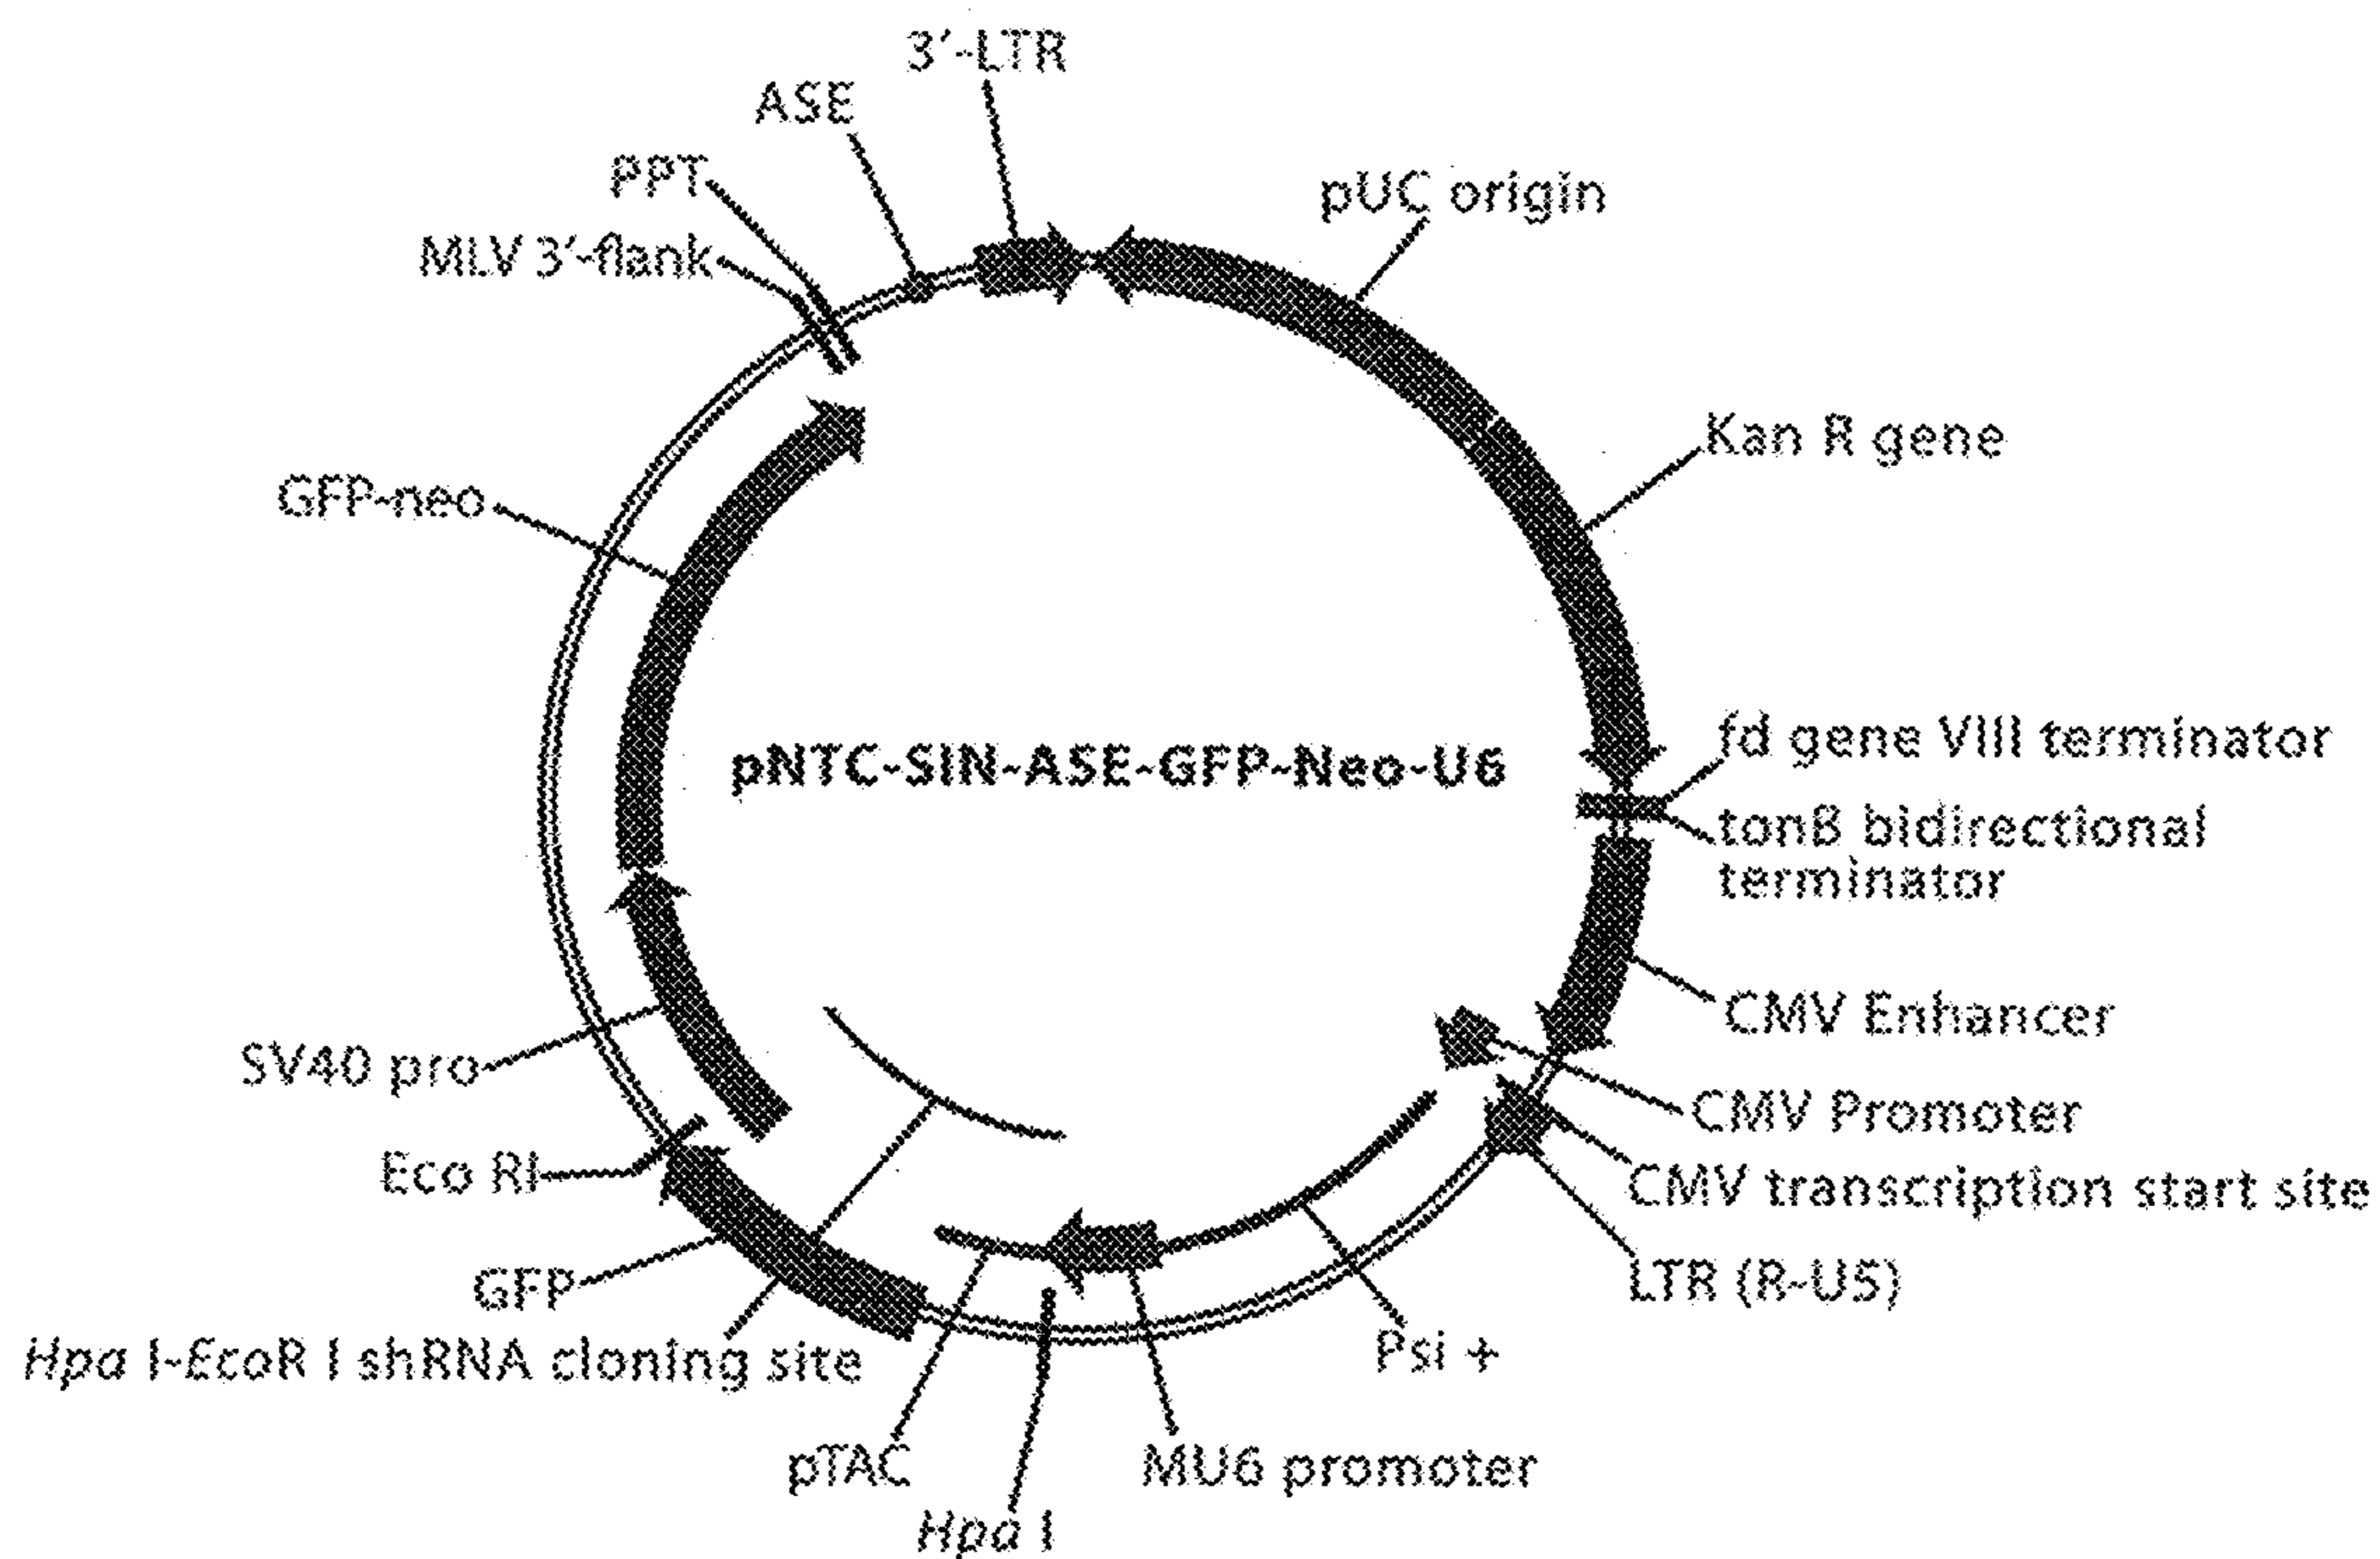 3′-LTR
ASE
PPT
pUC origin
MLV 3′-flank
Kan R gene
GFP-neo
fd gene VIII terminator
pNTC-SIN-ASE-GFP-Neo-U6
tonB bidirectional
terminator
CMV Enhancer
SV40 pro
CMV Promoter
Eco RI
CMV transcription start site
GFP
LTR (R-U5)
Hpa I-EcoR I shRNA cloning site
Psi +
pTAC
MU6 promoter
Hpa I